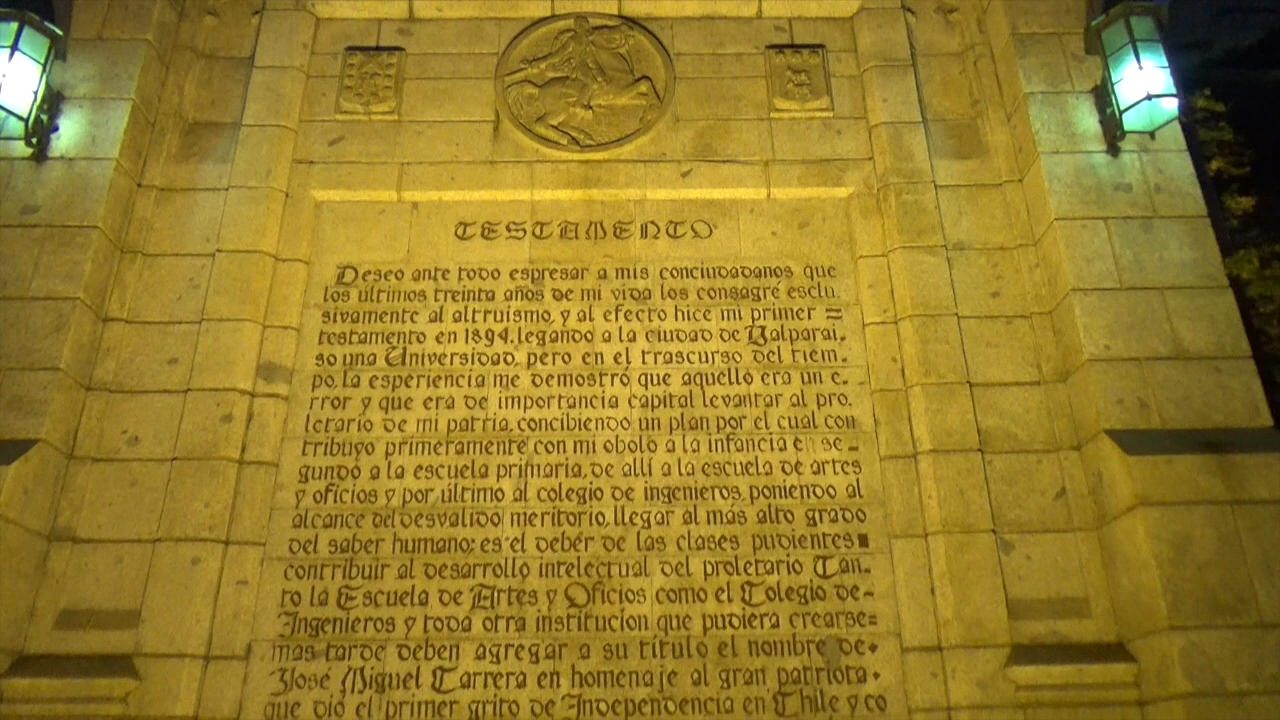 TESTAMENTO
Deseo ante todo espresar a mis conciudadanos que
los últimos treinta años de mi vida los consagré esclu.
sivamente al altruismo, y al efecto hice mi primer =
testamento en 1894, legando a la ciudad de Valparai.
so una Universidad, pero en el trascurso del tiem.
po, la esperiencia me demostró que aquello era un e.
rror y que era de importancia capital levantar al pro.
letario de mi patria, concibiendo un plan por el cual con
tribuyo primeramente con mi obolo a la infancia en se-
gundo a la escuela primaria, de allí a la escuela de artes
y oficios y por último al colegio de ingenieros, poniendo al
alcance del desvalido meritorio, llegar al más alto grado
del saber humano; es el debér de las clases pudientes
contribuir al desarrollo intelectual del proletario Tan-
to la Escuela de Artes y Oficios como el Colegio de-
Ingenieros y toda otra institucion que pudiera crearse=
mas tarde deben agregar a su título el nombre de
José Miguel Carrera en homenaje al gran patriota
que dió el primer grito de Independencia en Chile y co